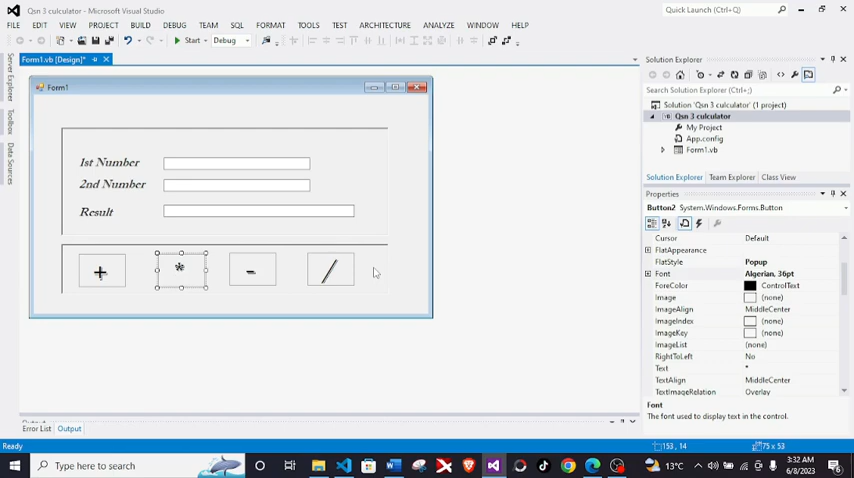 Qsn 3 culculator - Microsoft Visual Studio
Quick Launch (Ctrl+;)
FILE EDIT VIEW PROJECT BUILD DEBUG TEAM SQL FORMAT TOOLS TEST ARCHITECTURE ANALYZE WINDOW HELP
Start Debug
Form1.vb [Design]*
Server Explorer
Toolbox
Data Sources
Form1
1st Number
2nd Number
Result
+ * - /
Error List Output
Solution Explorer
Search Solution Explorer (Ctrl+;)
Solution 'Qsn 3 culculator' (1 project)
Qsn 3 culculator
My Project
App.config
Form1.vb
Solution Explorer Team Explorer Class View
Properties
Button2 System.Windows.Forms.Button
Cursor Default
FlatAppearance
FlatStyle Popup
Font Algerian, 36pt
ForeColor ControlText
Image (none)
ImageAlign MiddleCenter
ImageIndex (none)
ImageKey (none)
ImageList (none)
RightToLeft No
Text *
TextAlign MiddleCenter
TextImageRelation Overlay
Font
The font used to display text in the control.
Ready
153 , 14
75 x 53
Type here to search
13°C
3:32 AM
6/8/2023